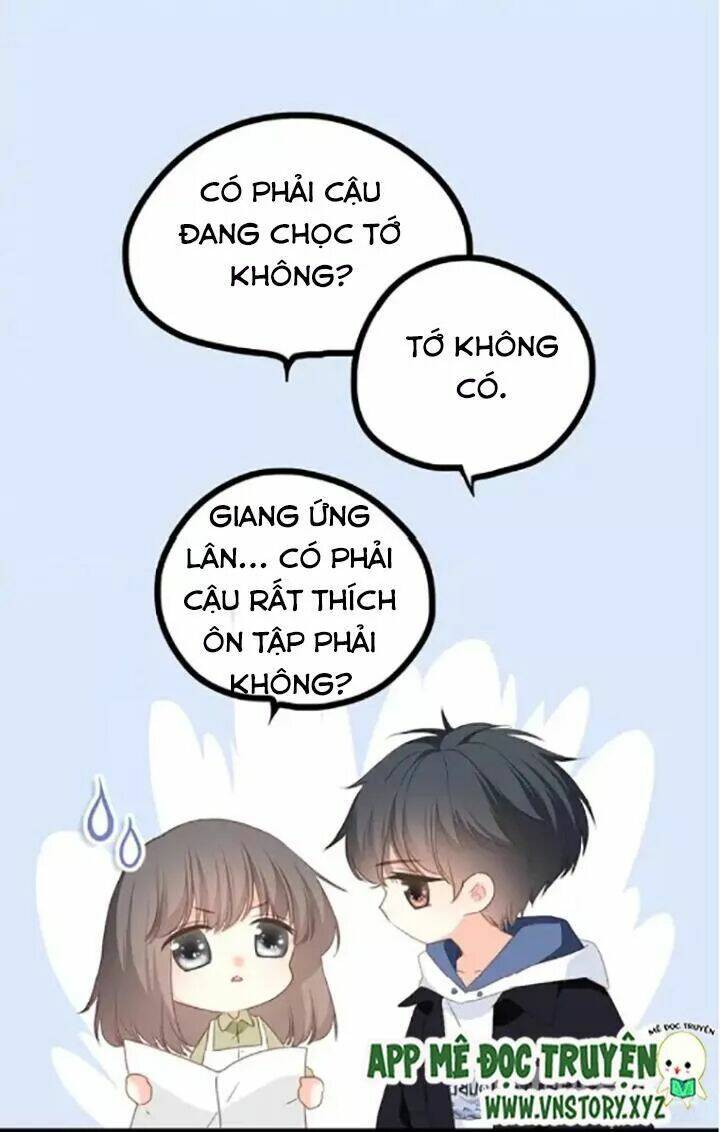 CÓ PHẢI CẬU
ĐANG CHỌC TỚ
KHÔNG?
TỚ KHÔNG
CÓ.
GIANG ỨNG
LÂN... CÓ PHẢI
CẬU RẤT THÍCH
ÔN TẬP PHẢI
KHÔNG?
MÊ ĐỌC TRUYỆN
APP MÊ ĐỌC TRUYỆN
WWW.VNSTORY.XYZ